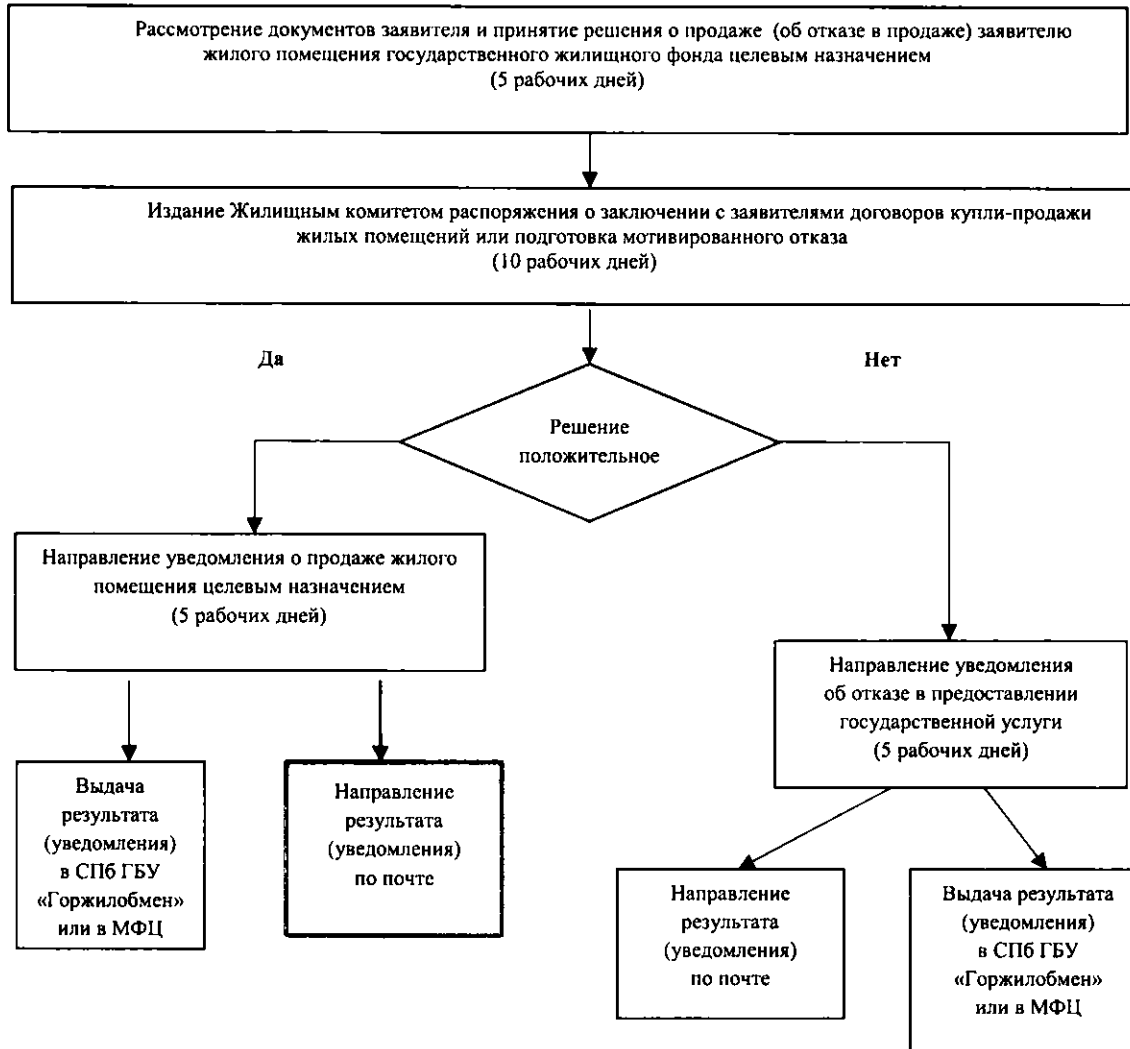 Рассмотрение документов заявителя и принятие решения о продаже (об отказе в продаже) заявителю
жилого помещения государственного жилищного фонда целевым назначением
(5 рабочих дней)
Издание Жилищным комитетом распоряжения о заключении с заявителями договоров купли-продажи
жилых помещений или подготовка мотивированного отказа
(10 рабочих дней)
Да
Нет
Решение
положительное
Направление уведомления о продаже жилого
помещения целевым назначением
(5 рабочих дней)
Направление уведомления
об отказе в предоставлении
государственной услуги
(5 рабочих дней)
Выдача
результата
(уведомления)
в СПб ГБУ
«Горжилобмен»
или в МФЦ
Направление
результата
(уведомления)
по почте
Направление
результата
(уведомления)
по почте
Выдача результата
(уведомления)
в СПб ГБУ
«Горжилобмен»
или в МФЦ